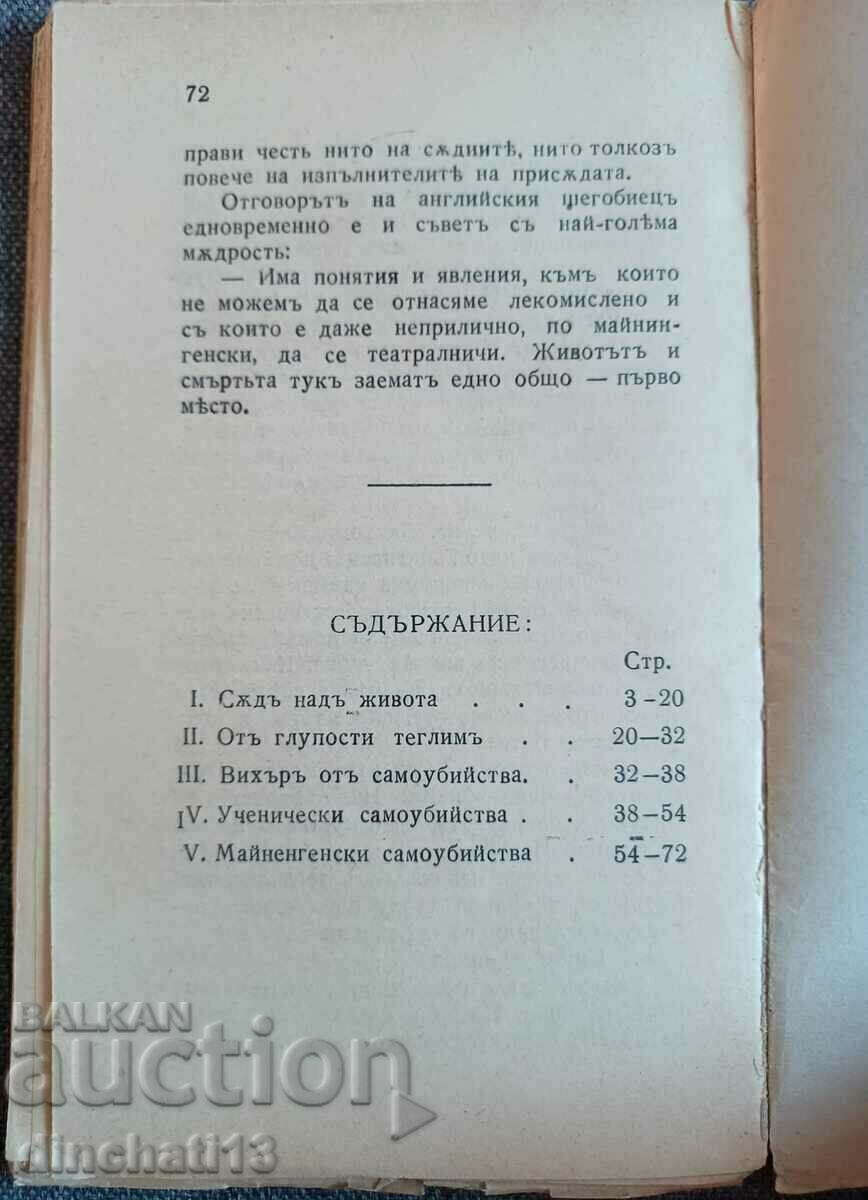 72
прави честь нито на сѫдиитѣ, нито толкозъ
повече на изпълнителитѣ на присѫдата.
Отговорътъ на английския шегобиецъ
едновременно е и съветъ съ най-голѣма
мѫдрость:
— Има понятия и явления, къмъ които
не можемъ да се отнасяме лекомислено и
съ които е даже неприлично, по майнин-
генски, да се театралничи. Животътъ и
смъртьта тукъ заематъ едно общо — първо
мѣсто.
СЪДЪРЖАНИЕ:
Стр.
I. Сѫдъ надъ живота . . . 3–20
II. Отъ глупости теглимъ . . 20—32
III. Вихъръ отъ самоубийства. . 32—38
IV. Ученически самоубийства . . 38—54
V. Майненгенски самоубийства . 54—72
BALKAN
auction
dinchati13